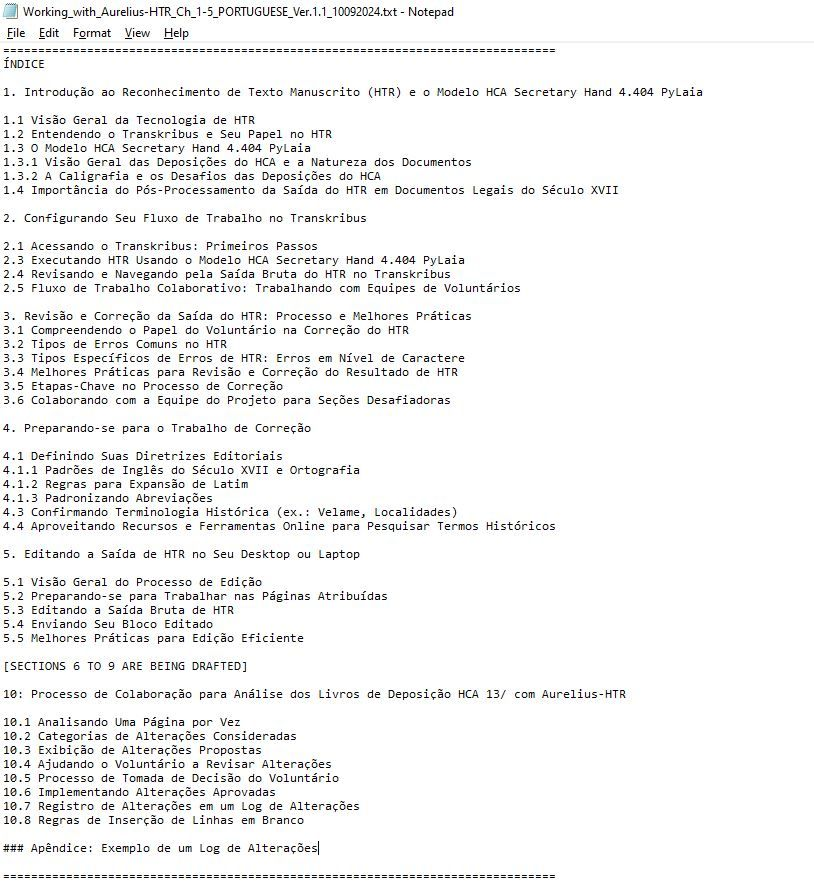 Working_with_Aurelius-HTR_Ch_1-5_PORTUGUESE_Ver.1.1_10092024.txt - Notepad
File Edit Format View Help
===============================================================================
ÍNDICE
1. Introdução ao Reconhecimento de Texto Manuscrito (HTR) e o Modelo HCA Secretary Hand 4.404 PyLaia
1.1 Visão Geral da Tecnologia de HTR
1.2 Entendendo o Transkribus e Seu Papel no HTR
1.3 O Modelo HCA Secretary Hand 4.404 PyLaia
1.3.1 Visão Geral das Deposições do HCA e a Natureza dos Documentos
1.3.2 A Caligrafia e os Desafios das Deposições do HCA
1.4 Importância do Pós-Processamento da Saída do HTR em Documentos Legais do Século XVII
2. Configurando Seu Fluxo de Trabalho no Transkribus
2.1 Acessando o Transkribus: Primeiros Passos
2.3 Executando HTR Usando o Modelo HCA Secretary Hand 4.404 PyLaia
2.4 Revisando e Navegando pela Saída Bruta do HTR no Transkribus
2.5 Fluxo de Trabalho Colaborativo: Trabalhando com Equipes de Voluntários
3. Revisão e Correção da Saída do HTR: Processo e Melhores Práticas
3.1 Compreendendo o Papel do Voluntário na Correção do HTR
3.2 Tipos de Erros Comuns no HTR
3.3 Tipos Específicos de Erros de HTR: Erros em Nível de Caractere
3.4 Melhores Práticas para Revisão e Correção do Resultado de HTR
3.5 Etapas-Chave no Processo de Correção
3.6 Colaborando com a Equipe do Projeto para Seções Desafiadoras
4. Preparando-se para o Trabalho de Correção
4.1 Definindo Suas Diretrizes Editoriais
4.1.1 Padrões de Inglês do Século XVII e Ortografia
4.1.2 Regras para Expansão de Latim
4.1.3 Padronizando Abreviações
4.3 Confirmando Terminologia Histórica (ex.: Velame, Localidades)
4.4 Aproveitando Recursos e Ferramentas Online para Pesquisar Termos Históricos
5. Editando a Saída de HTR no Seu Desktop ou Laptop
5.1 Visão Geral do Processo de Edição
5.2 Preparando-se para Trabalhar nas Páginas Atribuídas
5.3 Editando a Saída Bruta de HTR
5.4 Enviando Seu Bloco Editado
5.5 Melhores Práticas para Edição Eficiente
[SECTIONS 6 TO 9 ARE BEING DRAFTED]
10: Processo de Colaboração para Análise dos Livros de Deposição HCA 13/ com Aurelius-HTR
10.1 Analisando Uma Página por Vez
10.2 Categorias de Alterações Consideradas
10.3 Exibição de Alterações Propostas
10.4 Ajudando o Voluntário a Revisar Alterações
10.5 Processo de Tomada de Decisão do Voluntário
10.6 Implementando Alterações Aprovadas
10.7 Registro de Alterações em um Log de Alterações
10.8 Regras de Inserção de Linhas em Branco
### Apêndice: Exemplo de um Log de Alterações
===============================================================================